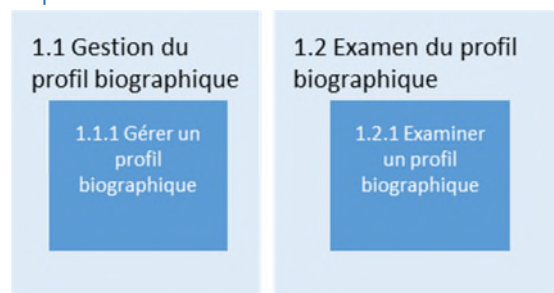 1.1 Gestion du
profil biographique
1.1.1 Gérer un
profil
biographique
1.2 Examen du profil
biographique
1.2.1 Examiner
un profil
biographique